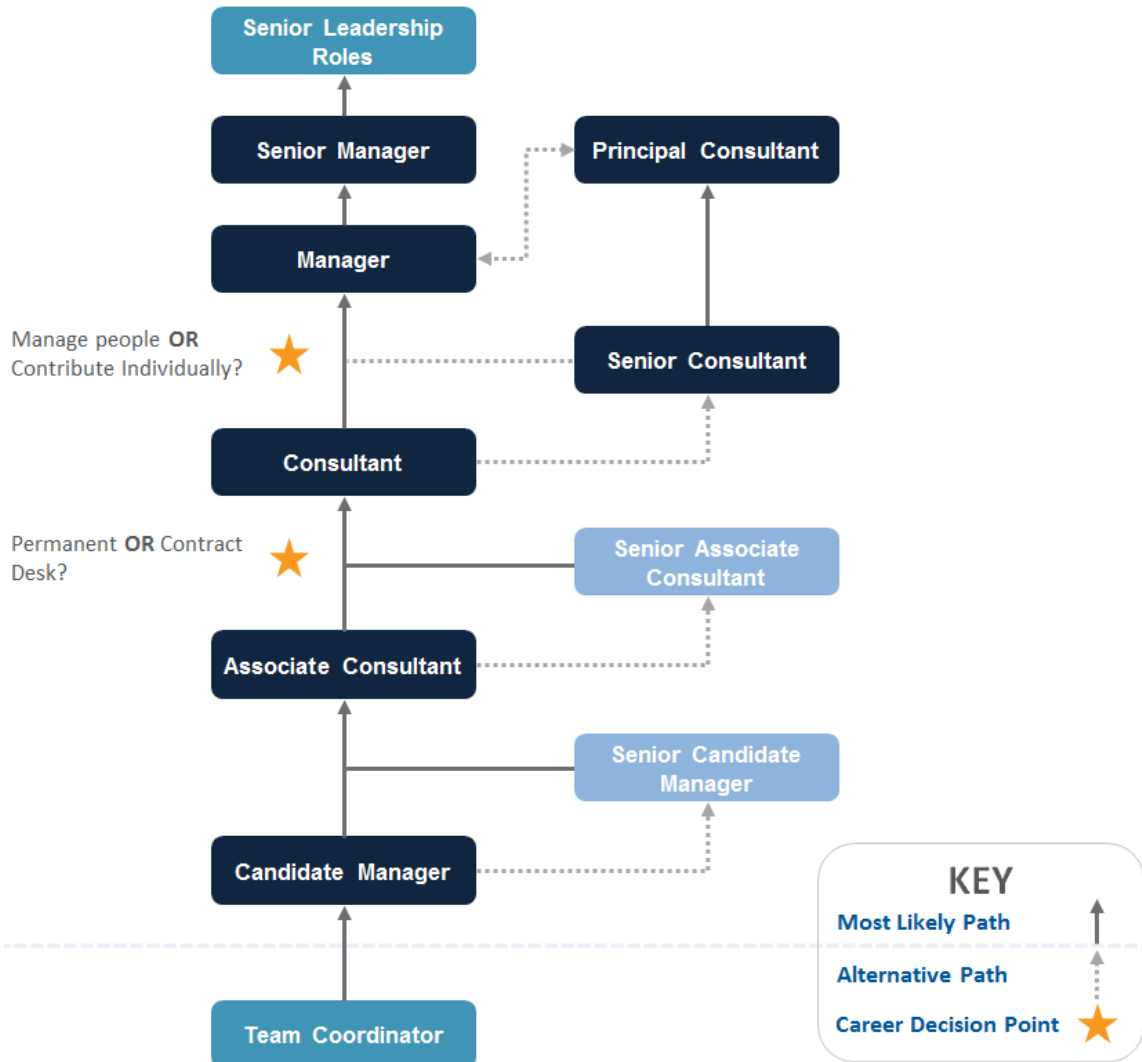 Senior Leadership
Roles
Senior Manager
Principal Consultant
Manager
Manage people OR
Contribute Individually?
Senior Consultant
Consultant
Permanent OR Contract
Desk?
Senior Associate
Consultant
Associate Consultant
Senior Candidate
Manager
Candidate Manager
KEY
Most Likely Path
Alternative Path
Career Decision Point
Team Coordinator